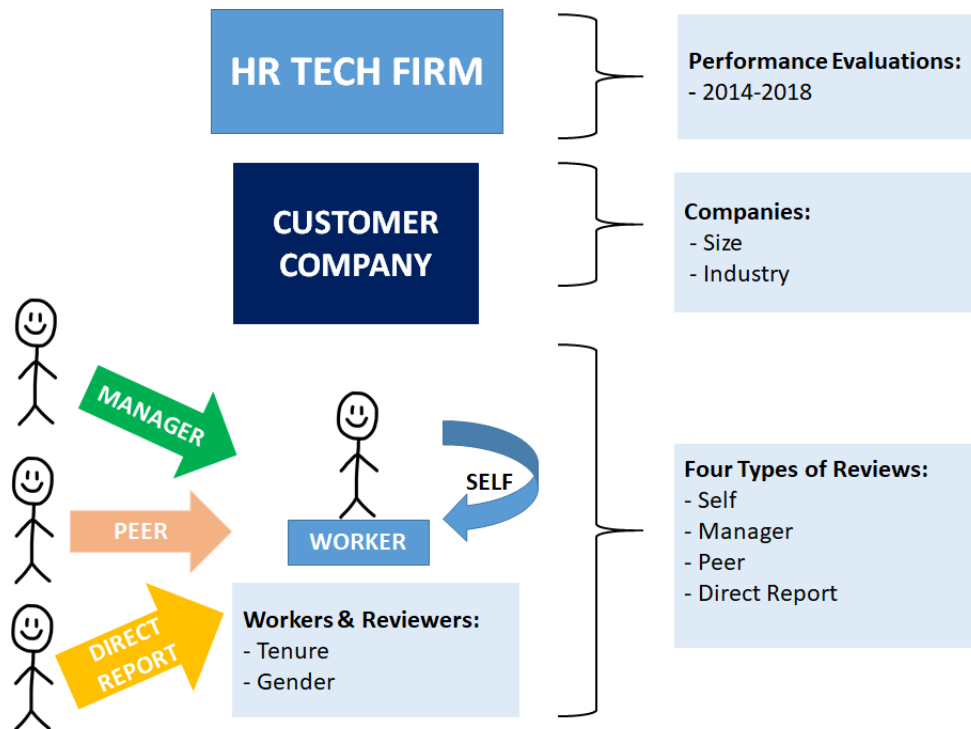 HR TECH FIRM
Performance Evaluations:
- 2014-2018
CUSTOMER
COMPANY
Companies:
- Size
- Industry
MANAGER
SELF
PEER
WORKER
DIRECT
REPORT
Four Types of Reviews:
- Self
- Manager
- Peer
- Direct Report
Workers & Reviewers:
- Tenure
- Gender